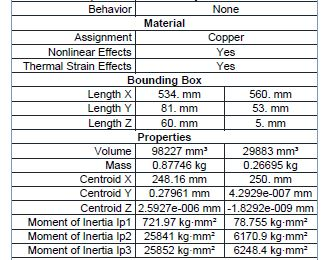 Behavior None
Material
Assignment Copper
Nonlinear Effects Yes
Thermal Strain Effects Yes
Bounding Box
Length X 534. mm 560. mm
Length Y 81. mm 53. mm
Length Z 60. mm 5. mm
Properties
Volume 98227 mm³ 29883 mm³
Mass 0.87746 kg 0.26695 kg
Centroid X 248.16 mm 250. mm
Centroid Y 0.27961 mm 4.2929e-007 mm
Centroid Z 2.5927e-006 mm -1.8292e-009 mm
Moment of Inertia Ip1 721.97 kg·mm² 78.755 kg·mm²
Moment of Inertia Ip2 25841 kg·mm² 6170.9 kg·mm²
Moment of Inertia Ip3 25852 kg·mm² 6248.4 kg·mm²